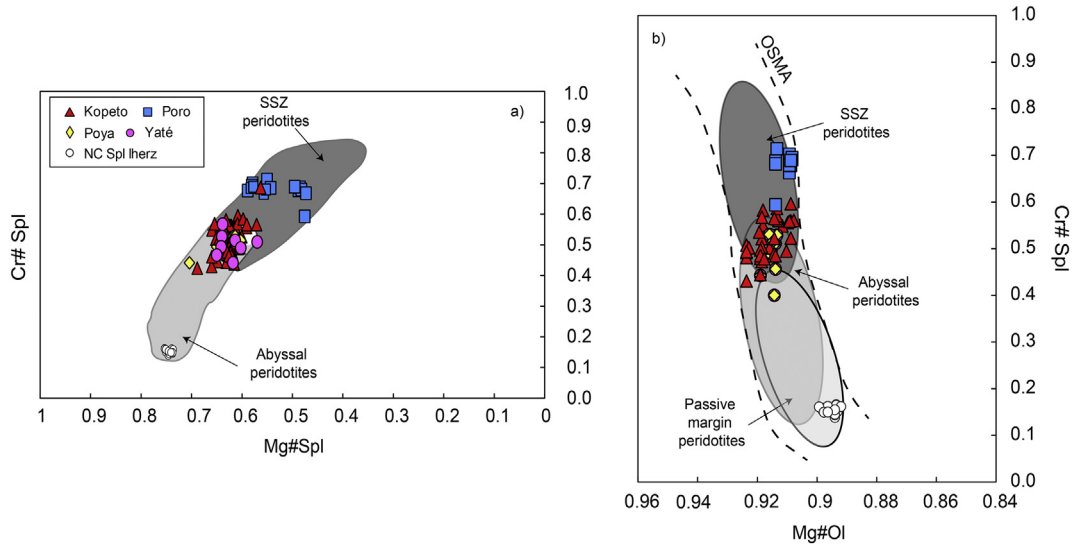 a)
Kopeto Poro
Poya Yaté
NC Spl lherz
SSZ
peridotites
Abyssal
peridotites
1.0
0.9
0.8
0.7
0.6
0.5
0.4
0.3
0.2
0.1
0.0
Cr# Spl
1 0.9 0.8 0.7 0.6 0.5 0.4 0.3 0.2 0.1 0
Mg#Spl
b)
OSMA
SSZ
peridotites
Abyssal
peridotites
Passive
margin
peridotites
1.0
0.9
0.8
0.7
0.6
0.5
0.4
0.3
0.2
0.1
0.0
Cr# Spl
0.96 0.94 0.92 0.9 0.88 0.86 0.84
Mg#Ol